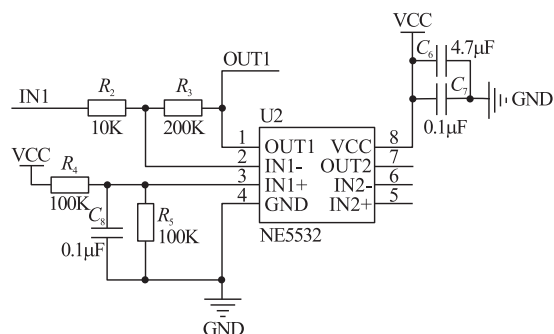 VCC
C₆ 4.7μF
OUT1
IN1 R₂ R₃
C₇ GND
10K 200K U2
0.1μF
1 OUT1 VCC 8
2 IN1- OUT2 7
VCC R₄
3 IN1+ IN2- 6
100K
4 GND IN2+ 5
C₈ R₅
0.1μF 100K NE5532
GND